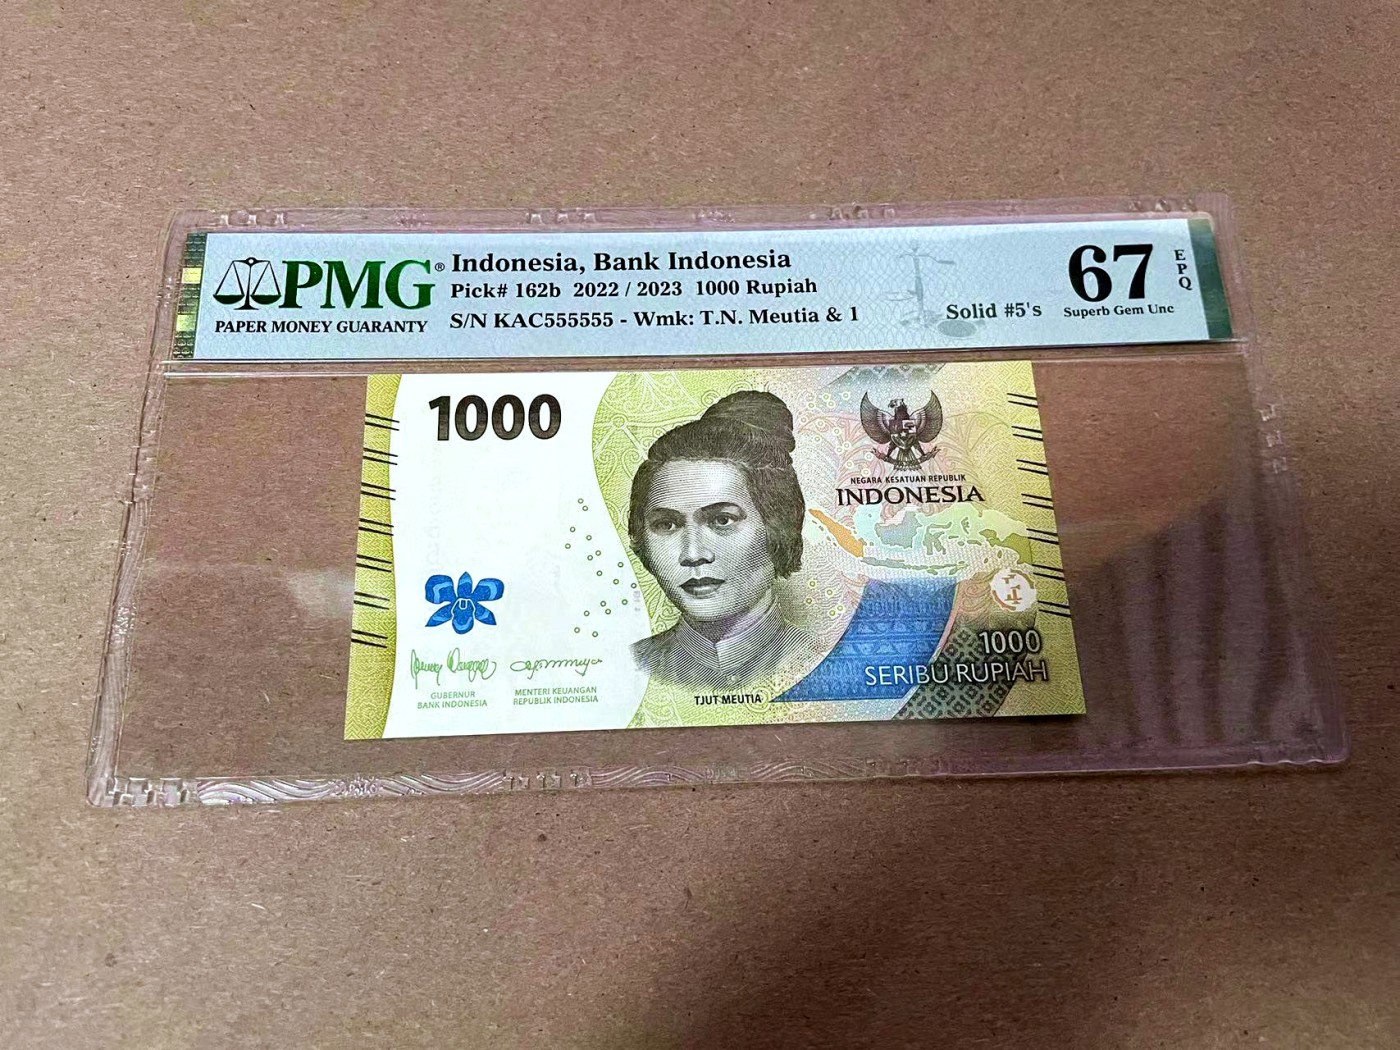 PMG®
PAPER MONEY GUARANTY
Indonesia, Bank Indonesia
Pick# 162b 2022 / 2023 1000 Rupiah
S/N KAC555555 - Wmk: T.N. Meutia & 1
Solid #5's
67
EPQ
Superb Gem Unc
1000
NEGARA KESATUAN REPUBLIK
INDONESIA
GUBERNUR
BANK INDONESIA
MENTERI KEUANGAN
REPUBLIK INDONESIA
TJUT MEUTIA
1000
SERIBU RUPIAH